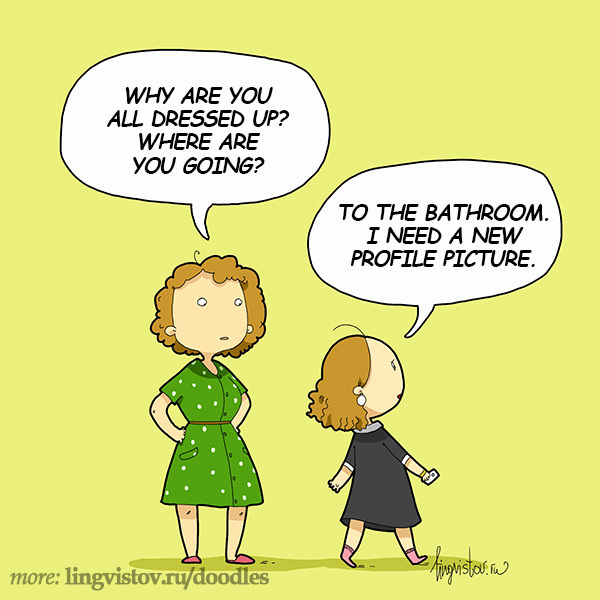 WHY ARE YOU
ALL DRESSED UP?
WHERE ARE
YOU GOING?
TO THE BATHROOM.
I NEED A NEW
PROFILE PICTURE.
lingvistov.ru
more: lingvistov.ru/doodles